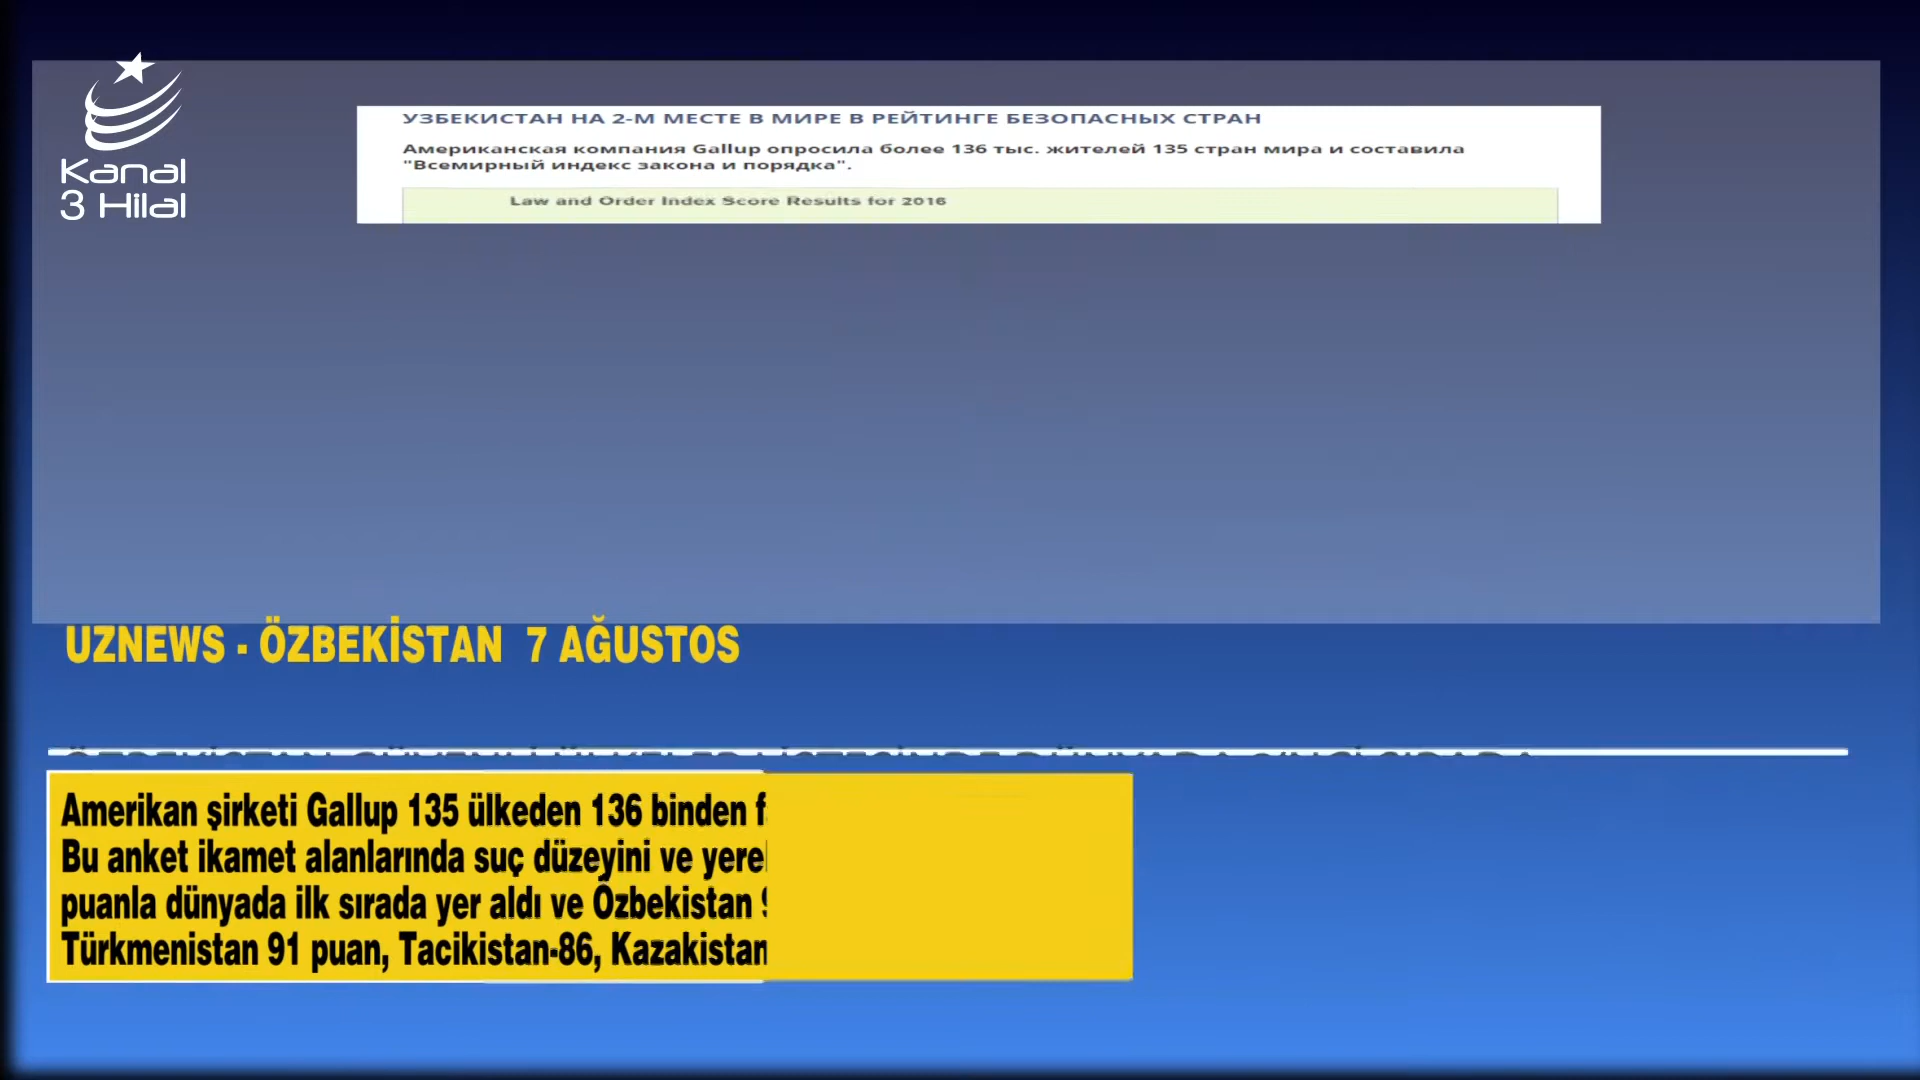 Kanal
3 Hilal
УЗБЕКИСТАН НА 2-М МЕСТЕ В МИРЕ В РЕЙТИНГЕ БЕЗОПАСНЫХ СТРАН
Американская компания Gallup опросила более 136 тыс. жителей 135 стран мира и составила
"Всемирный индекс закона и порядка".
Law and Order Index Score Results for 2016
UZNEWS - ÖZBEKİSTAN 7 AĞUSTOS
Amerikan şirketi Gallup 135 ülkeden 136 binden
Bu anket ikamet alanlarında suç düzeyini ve
puanla dünyada ilk sırada yer aldı ve Özbekistan
Türkmenistan 91 puan, Tacikistan-86, Kazakistan